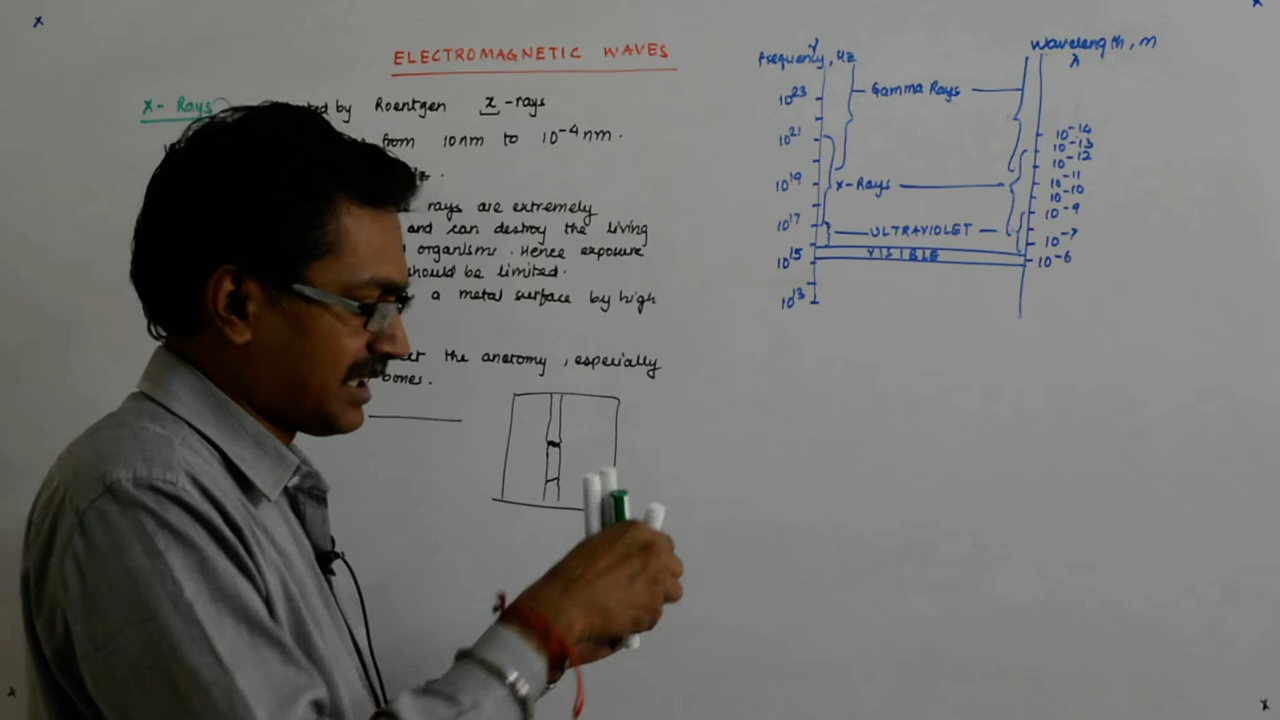 ELECTROMAGNETIC WAVES
X- Rays by Roentgen x -rays
from 10nm to 10-4 nm.
rays are extremely
and can destroy the living
organism. Hence exposure
should be limited.
a metal surface by high
the anatomy, especially
bones.
frequency, Hz
γ
10 23
10 21
10 19
10 17
10 15
10 13
Gamma Rays
X-Rays
ULTRAVIOLET
VISIBLE
Wavelength, m
λ
10-14
10-13
10-12
10-11
10-10
10-9
10-7
10-6